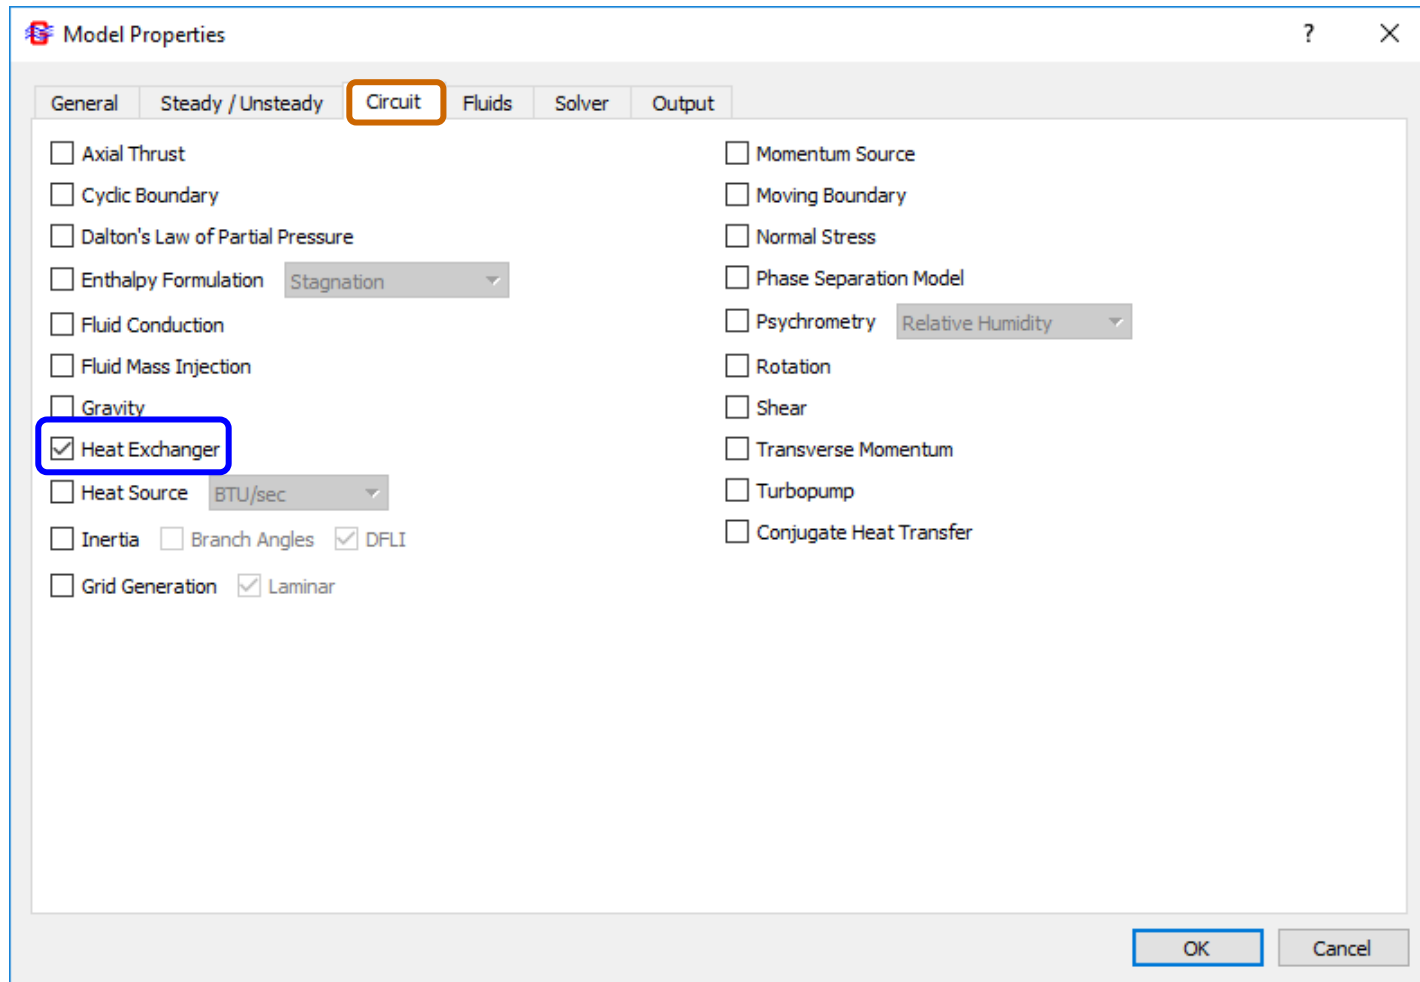 Model Properties
?
General
Steady / Unsteady
Circuit
Fluids
Solver
Output
Axial Thrust
Cyclic Boundary
Dalton's Law of Partial Pressure
Enthalpy Formulation
Stagnation
Fluid Conduction
Fluid Mass Injection
Gravity
Heat Exchanger
Heat Source
BTU/sec
Inertia
Branch Angles
DFLI
Grid Generation
Laminar
Momentum Source
Moving Boundary
Normal Stress
Phase Separation Model
Psychrometry
Relative Humidity
Rotation
Shear
Transverse Momentum
Turbopump
Conjugate Heat Transfer
OK
Cancel